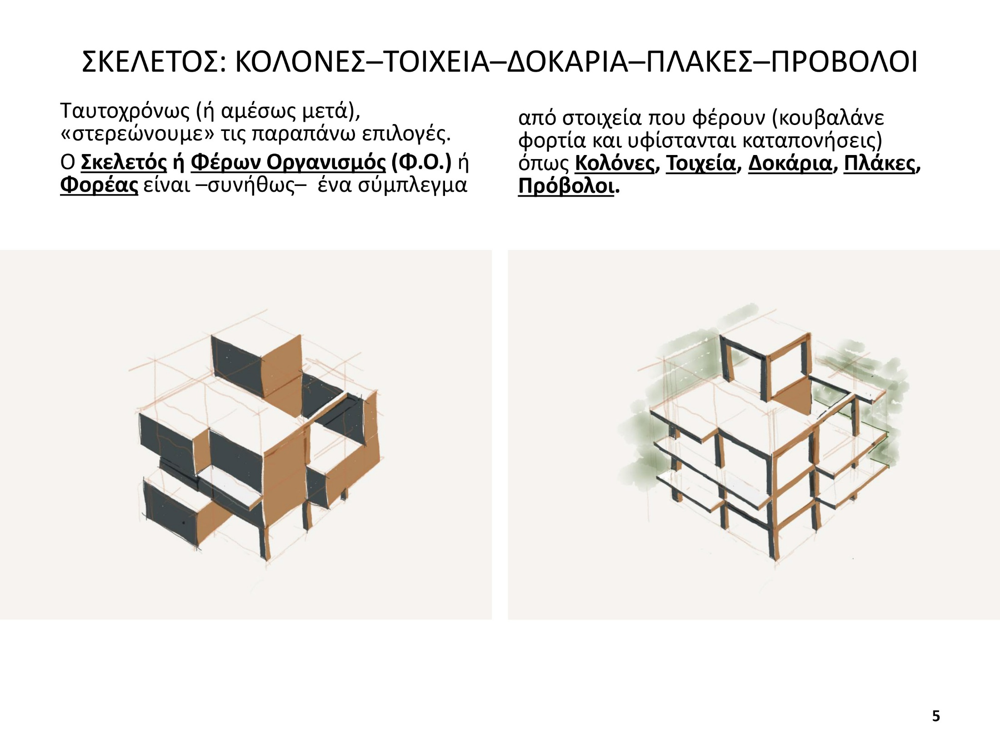 ΣΚΕΛΕΤΟΣ: ΚΟΛΟΝΕΣ–ΤΟΙΧΕΙΑ–ΔΟΚΑΡΙΑ–ΠΛΑΚΕΣ–ΠΡΟΒΟΛΟΙ
Ταυτοχρόνως (ή αμέσως μετά),
«στερεώνουμε» τις παραπάνω επιλογές.
Ο Σκελετός ή Φέρων Οργανισμός (Φ.Ο.) ή
Φορέας είναι –συνήθως– ένα σύμπλεγμα
από στοιχεία που φέρουν (κουβαλάνε
φορτία και υφίστανται καταπονήσεις)
όπως Κολόνες, Τοιχεία, Δοκάρια, Πλάκες,
Πρόβολοι.
5